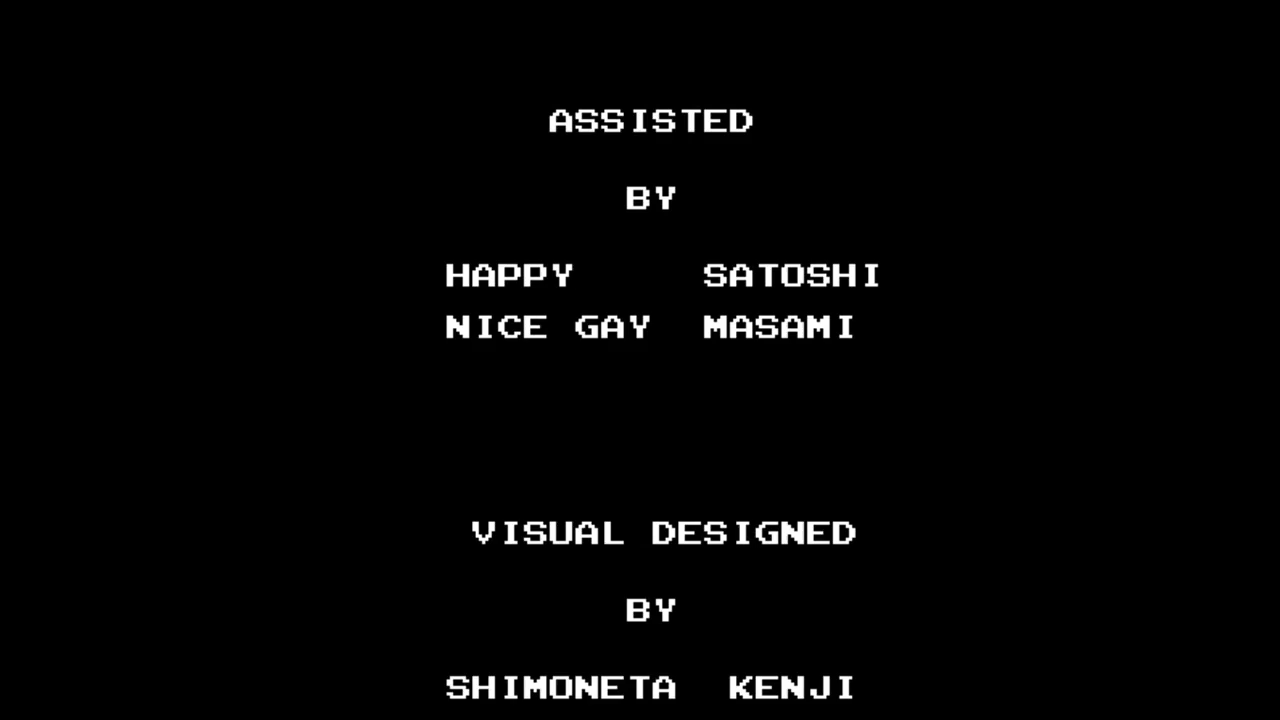 ASSISTED
BY
HAPPY SATOSHI
NICE GAY MASAMI
VISUAL DESIGNED
BY
SHIMONETA KENJI